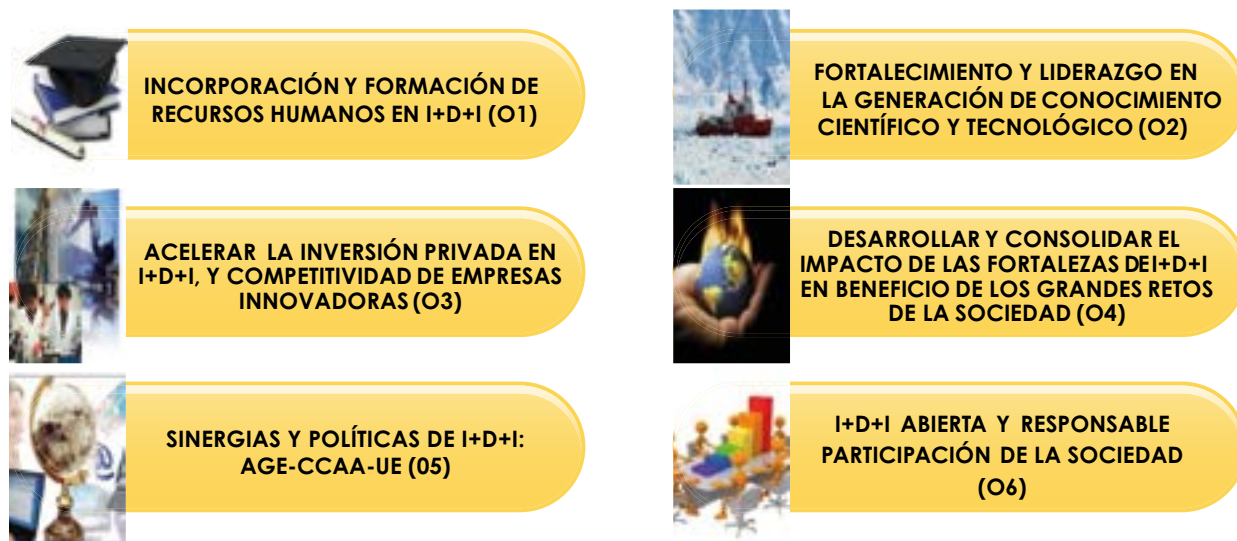 INCORPORACIÓN Y FORMACIÓN DE
RECURSOS HUMANOS EN I+D+I (O1)
FORTALECIMIENTO Y LIDERAZGO EN
LA GENERACIÓN DE CONOCIMIENTO
CIENTÍFICO Y TECNOLÓGICO (O2)
ACELERAR LA INVERSIÓN PRIVADA EN
I+D+I, Y COMPETITIVIDAD DE EMPRESAS
INNOVADORAS (O3)
DESARROLLAR Y CONSOLIDAR EL
IMPACTO DE LAS FORTALEZAS DE I+D+I
EN BENEFICIO DE LOS GRANDES RETOS
DE LA SOCIEDAD (O4)
SINERGIAS Y POLÍTICAS DE I+D+I:
AGE-CCAA-UE (05)
I+D+I ABIERTA Y RESPONSABLE
PARTICIPACIÓN DE LA SOCIEDAD
(O6)